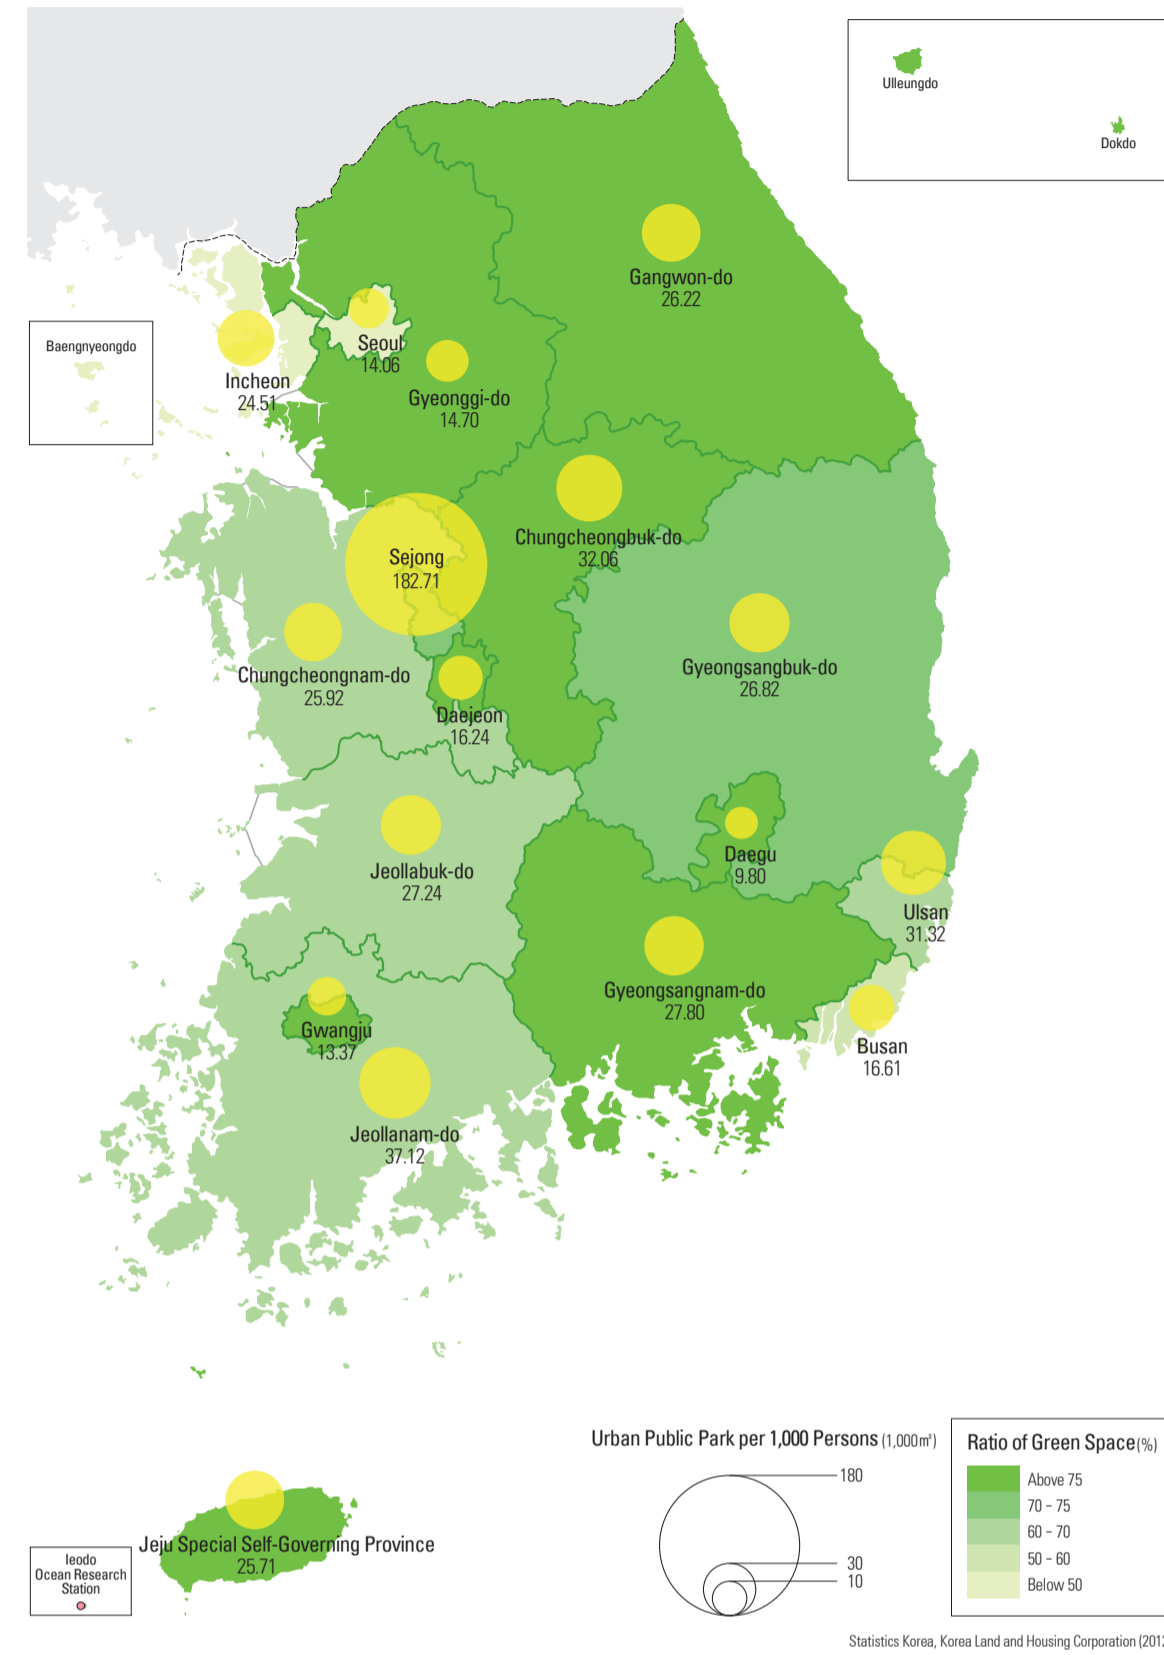 Ulleungdo
Dokdo
Gangwon-do
26.22
Baengnyeongdo
Seoul
14.06
Incheon
24.51
Gyeonggi-do
14.70
Chungcheongbuk-do
32.06
Sejong
182.71
Chungcheongnam-do
25.92
Gyeongsangbuk-do
26.82
Daejeon
16.24
Jeollabuk-do
27.24
Daegu
9.80
Ulsan
31.32
Gyeongsangnam-do
27.80
Gwangju
13.37
Busan
16.61
Jeollanam-do
37.12
Jeju Special Self-Governing Province
25.71
Ieodo
Ocean Research
Station
Urban Public Park per 1,000 Persons (1,000㎡)
180
30
10
Ratio of Green Space(%)
Above 75
70 - 75
60 - 70
50 - 60
Below 50
Statistics Korea, Korea Land and Housing Corporation (2012